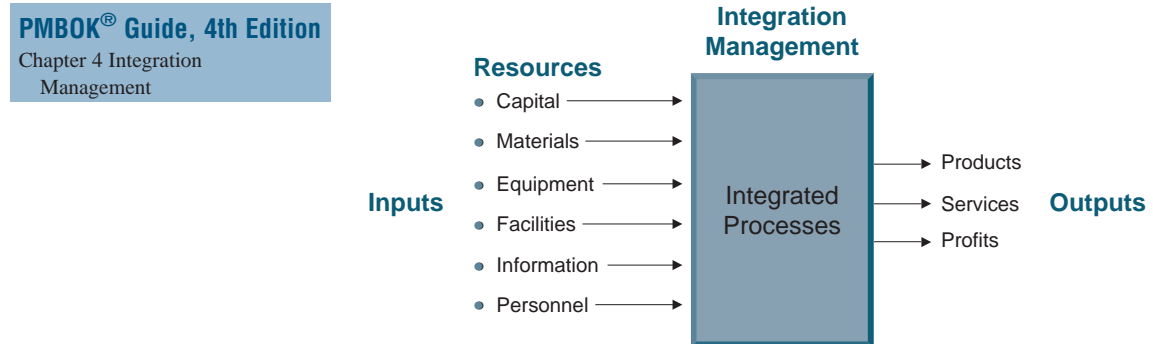 PMBOK® Guide, 4th Edition
Chapter 4 Integration
Management
Integration
Management
Resources
Capital
Materials
Equipment
Facilities
Information
Personnel
Inputs
Integrated
Processes
Products
Services
Profits
Outputs